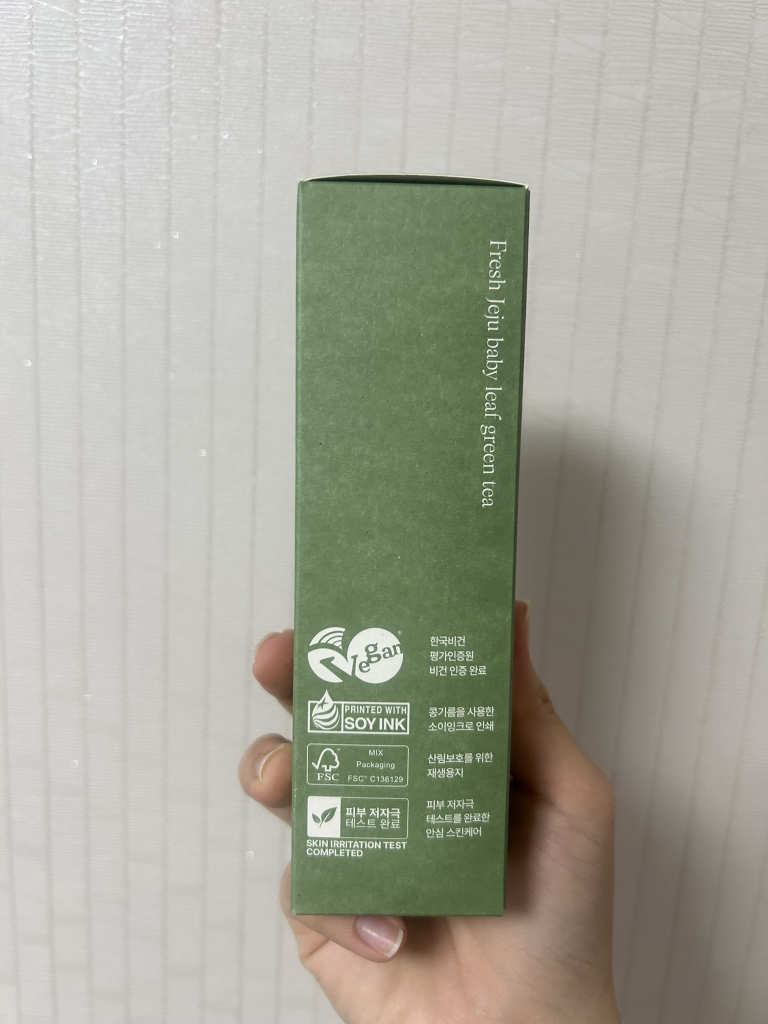 Fresh Jeju baby leaf green tea
Vegan
한국비건
평가인증원
비건 인증 완료
PRINTED WITH
SOY INK
콩기름을 사용한
소이잉크로 인쇄
FSC
MIX
Packaging
FSC™ C136129
산림보호를 위한
재생용지
피부 저자극
테스트 완료
SKIN IRRITATION TEST
COMPLETED
피부 저자극
테스트를 완료한
안심 스킨케어